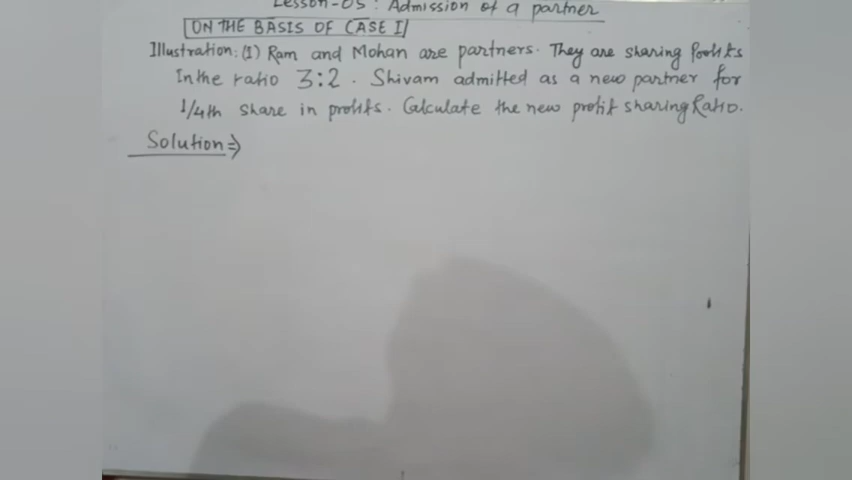 Lesson-05 : Admission of a partner
ON THE BASIS OF CASE I
Illustration: (1) Ram and Mohan are partners. They are sharing Profits
In the ratio 3:2. Shivam admitted as a new partner for
1/4th share in profits. Calculate the new profit sharing Ratio.
Solution⇒